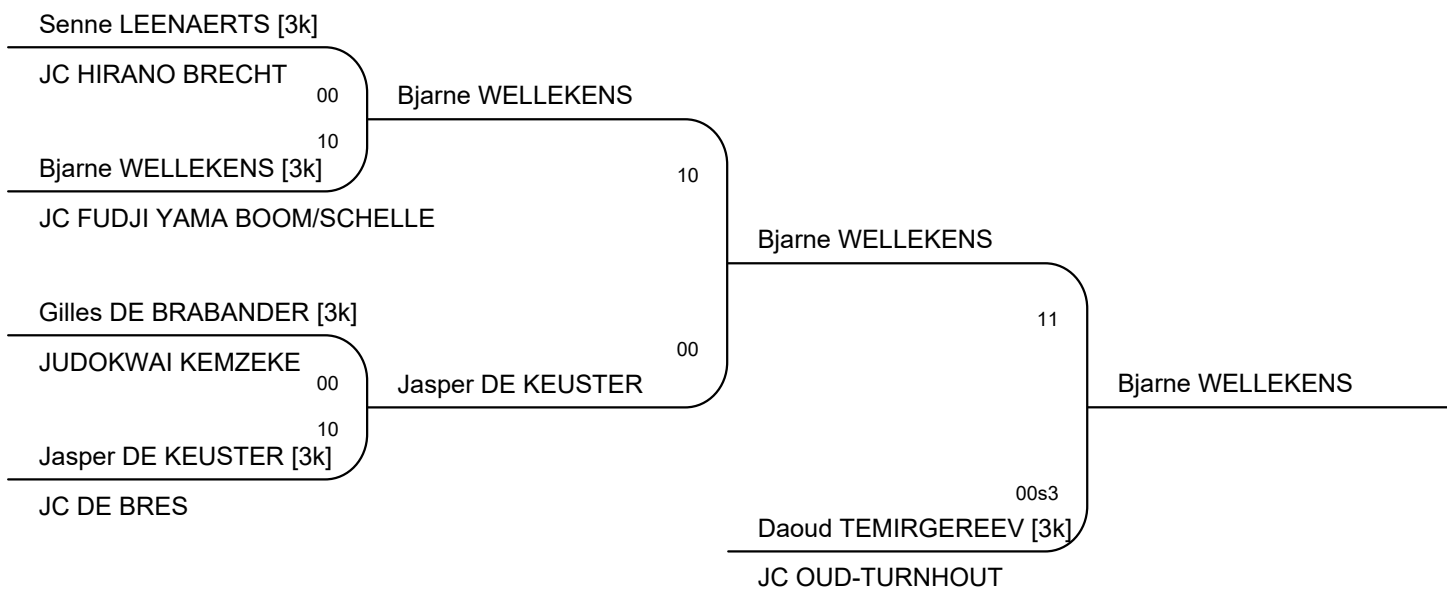 Senne LEENAERTS [3k]
JC HIRANO BRECHT
00
10
Bjarne WELLEKENS [3k]
JC FUDJI YAMA BOOM/SCHELLE
Gilles DE BRABANDER [3k]
JUDOKWAI KEMZEKE
00
10
Jasper DE KEUSTER [3k]
JC DE BRES
Bjarne WELLEKENS
10
00
Jasper DE KEUSTER
Bjarne WELLEKENS
11
00s3
Daoud TEMIRGEREEV [3k]
JC OUD-TURNHOUT
Bjarne WELLEKENS